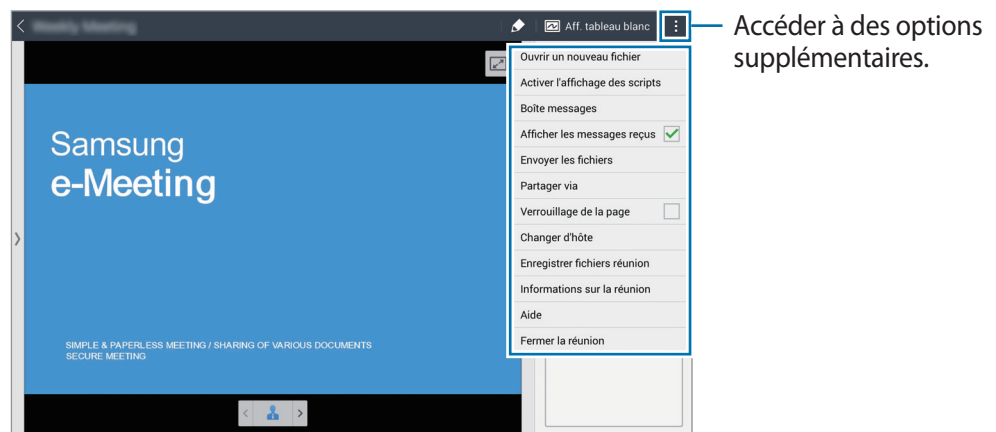 Aff. tableau blanc
Accéder à des options
supplémentaires.
Ouvrir un nouveau fichier
Activer l'affichage des scripts
Boîte messages
Afficher les messages reçus
Envoyer les fichiers
Partager via
Verrouillage de la page
Changer d'hôte
Enregistrer fichiers réunion
Informations sur la réunion
Aide
Fermer la réunion
Samsung
e-Meeting
SIMPLE & PAPERLESS MEETING / SHARING OF VARIOUS DOCUMENTS
SECURE MEETING